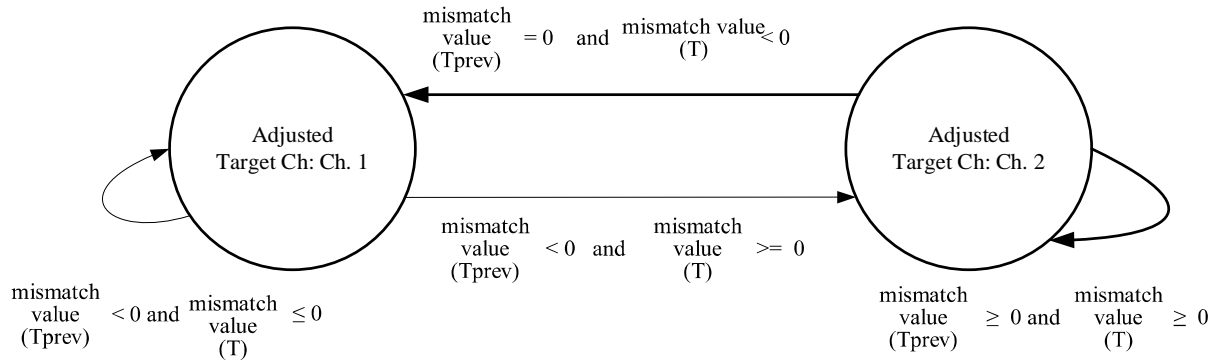 mismatch
value
(Tprev)
= 0 and
mismatch value
(T)
< 0
Adjusted
Target Ch: Ch. 1
Adjusted
Target Ch: Ch. 2
mismatch
value
(Tprev)
< 0 and
mismatch
value
(T)
>= 0
mismatch
value
(Tprev)
< 0 and
mismatch
value
(T)
≤ 0
mismatch
value
(Tprev)
≥ 0 and
mismatch
value
(T)
≥ 0